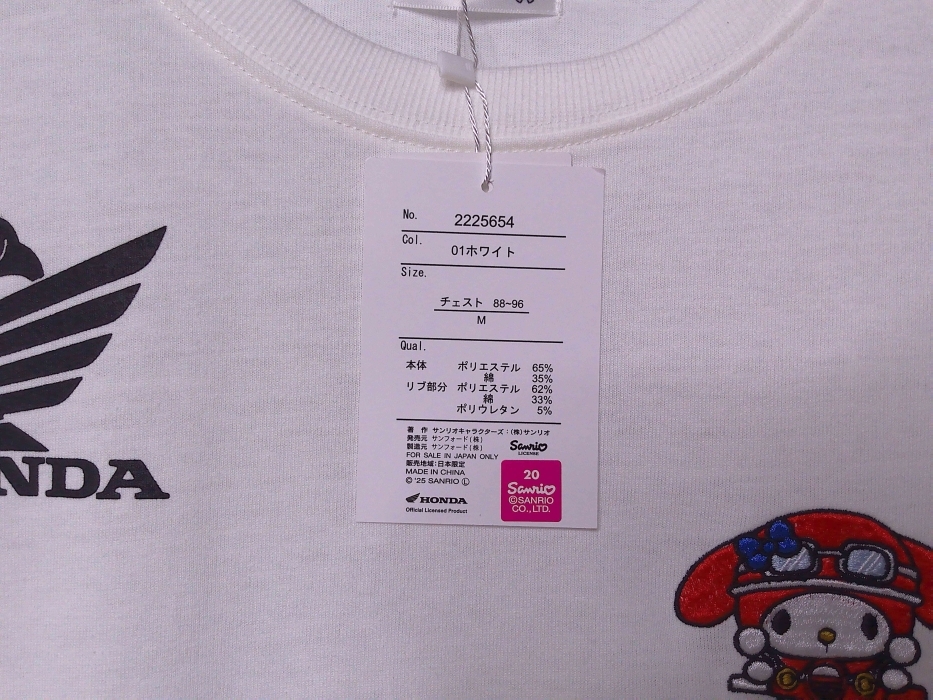 No. 2225654
Col. 01ホワイト
Size.
チェスト 88~96
M
Qual.
本体 ポリエステル 65%
綿 35%
リブ部分 ポリエステル 62%
綿 33%
ポリウレタン 5%
著 作 サンリオキャラクターズ:(株)サンリオ
発売元 サンフォード(株)
製造元 サンフォード(株)
FOR SALE IN JAPAN ONLY
販売地域:日本限定
MADE IN CHINA
© '25 SANRIO Ⓛ
HONDA
Official Licensed Product
Sanrio
LICENSE
20
Sanrio
©SANRIO
CO.,LTD.
NDA